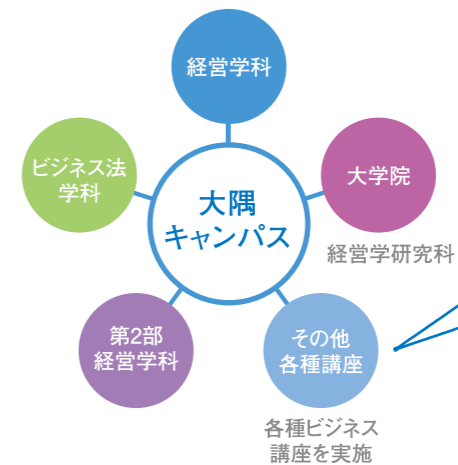 経営学科
ビジネス法
学科
大学院
大隅
キャンパス
経営学研究科
第2部
経営学科
その他
各種講座
各種ビジネス
講座を実施